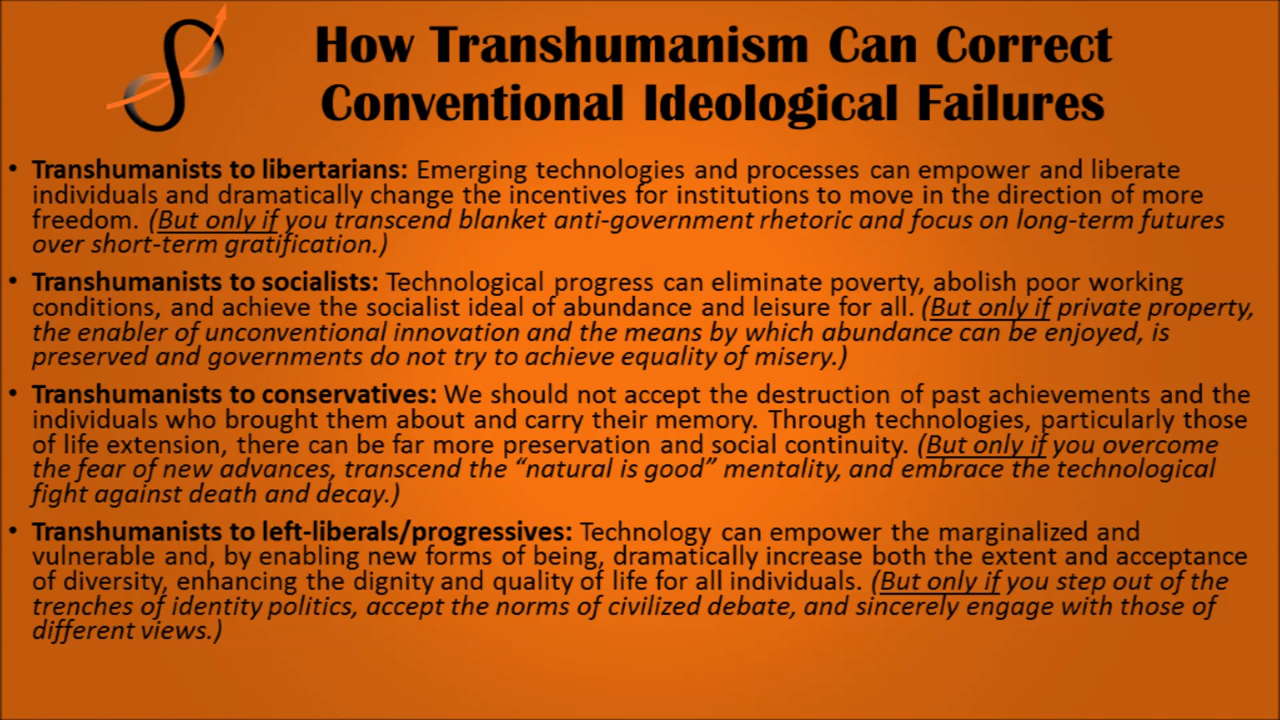 How Transhumanism Can Correct
Conventional Ideological Failures
• Transhumanists to libertarians: Emerging technologies and processes can empower and liberate
individuals and dramatically change the incentives for institutions to move in the direction of more
freedom. (But only if you transcend blanket anti-government rhetoric and focus on long-term futures
over short-term gratification.)
• Transhumanists to socialists: Technological progress can eliminate poverty, abolish poor working
conditions, and achieve the socialist ideal of abundance and leisure for all. (But only if private property,
the enabler of unconventional innovation and the means by which abundance can be enjoyed, is
preserved and governments do not try to achieve equality of misery.)
• Transhumanists to conservatives: We should not accept the destruction of past achievements and the
individuals who brought them about and carry their memory. Through technologies, particularly those
of life extension, there can be far more preservation and social continuity. (But only if you overcome
the fear of new advances, transcend the “natural is good” mentality, and embrace the technological
fight against death and decay.)
• Transhumanists to left-liberals/progressives: Technology can empower the marginalized and
vulnerable and, by enabling new forms of being, dramatically increase both the extent and acceptance
of diversity, enhancing the dignity and quality of life for all individuals. (But only if you step out of the
trenches of identity politics, accept the norms of civilized debate, and sincerely engage with those of
different views.)